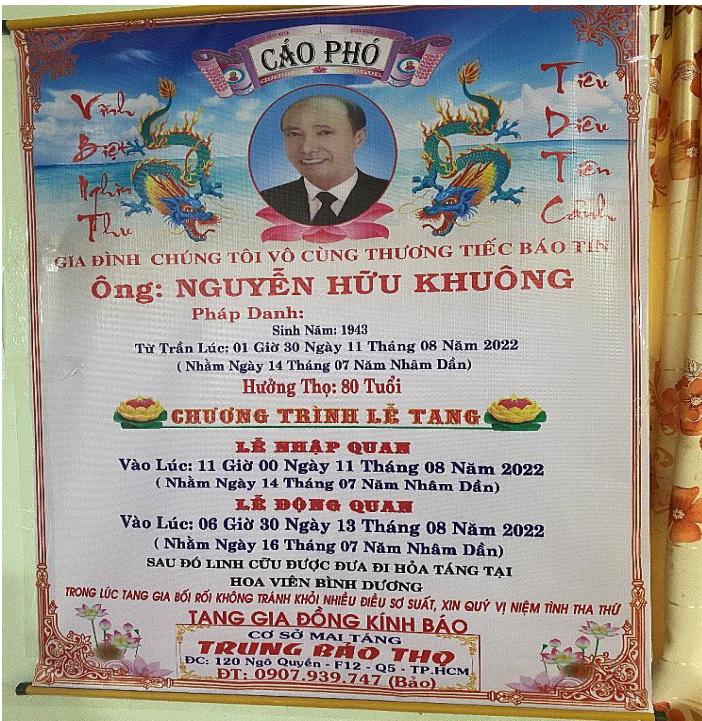 CÁO PHÓ
Vĩnh
Biệt
Nghìn
Thu
Tiêu
Diêu
Tiên
Cảnh
GIA ĐÌNH CHÚNG TÔI VÔ CÙNG THƯƠNG TIẾC BÁO TIN
Ông: NGUYỄN HỮU KHUÔNG
Pháp Danh:
Sinh Năm: 1943
Từ Trần Lúc: 01 Giờ 30 Ngày 11 Tháng 08 Năm 2022
( Nhằm Ngày 14 Tháng 07 Năm Nhâm Dần)
Hưởng Thọ: 80 Tuổi
CHƯƠNG TRÌNH LỄ TANG
LỄ NHẬP QUAN
Vào Lúc: 11 Giờ 00 Ngày 11 Tháng 08 Năm 2022
( Nhằm Ngày 14 Tháng 07 Năm Nhâm Dần)
LỄ ĐỘNG QUAN
Vào Lúc: 06 Giờ 30 Ngày 13 Tháng 08 Năm 2022
( Nhằm Ngày 16 Tháng 07 Năm Nhâm Dần)
SAU ĐÓ LINH CỮU ĐƯỢC ĐƯA ĐI HỎA TÁNG TẠI
HOA VIÊN BÌNH DƯƠNG
TRONG LÚC TANG GIA BỐI RỐI KHÔNG TRÁNH KHỎI NHIỀU ĐIỀU SƠ SUẤT, XIN QUÝ VỊ NIỆM TÌNH THA THỨ
TANG GIA ĐỒNG KÍNH BÁO
CƠ SỞ MAI TÁNG
TRUNG BẢO THỌ
ĐC: 120 Ngô Quyền - F12 - Q5 - TP.HCM
ĐT: 0907.939.747 (Bảo)